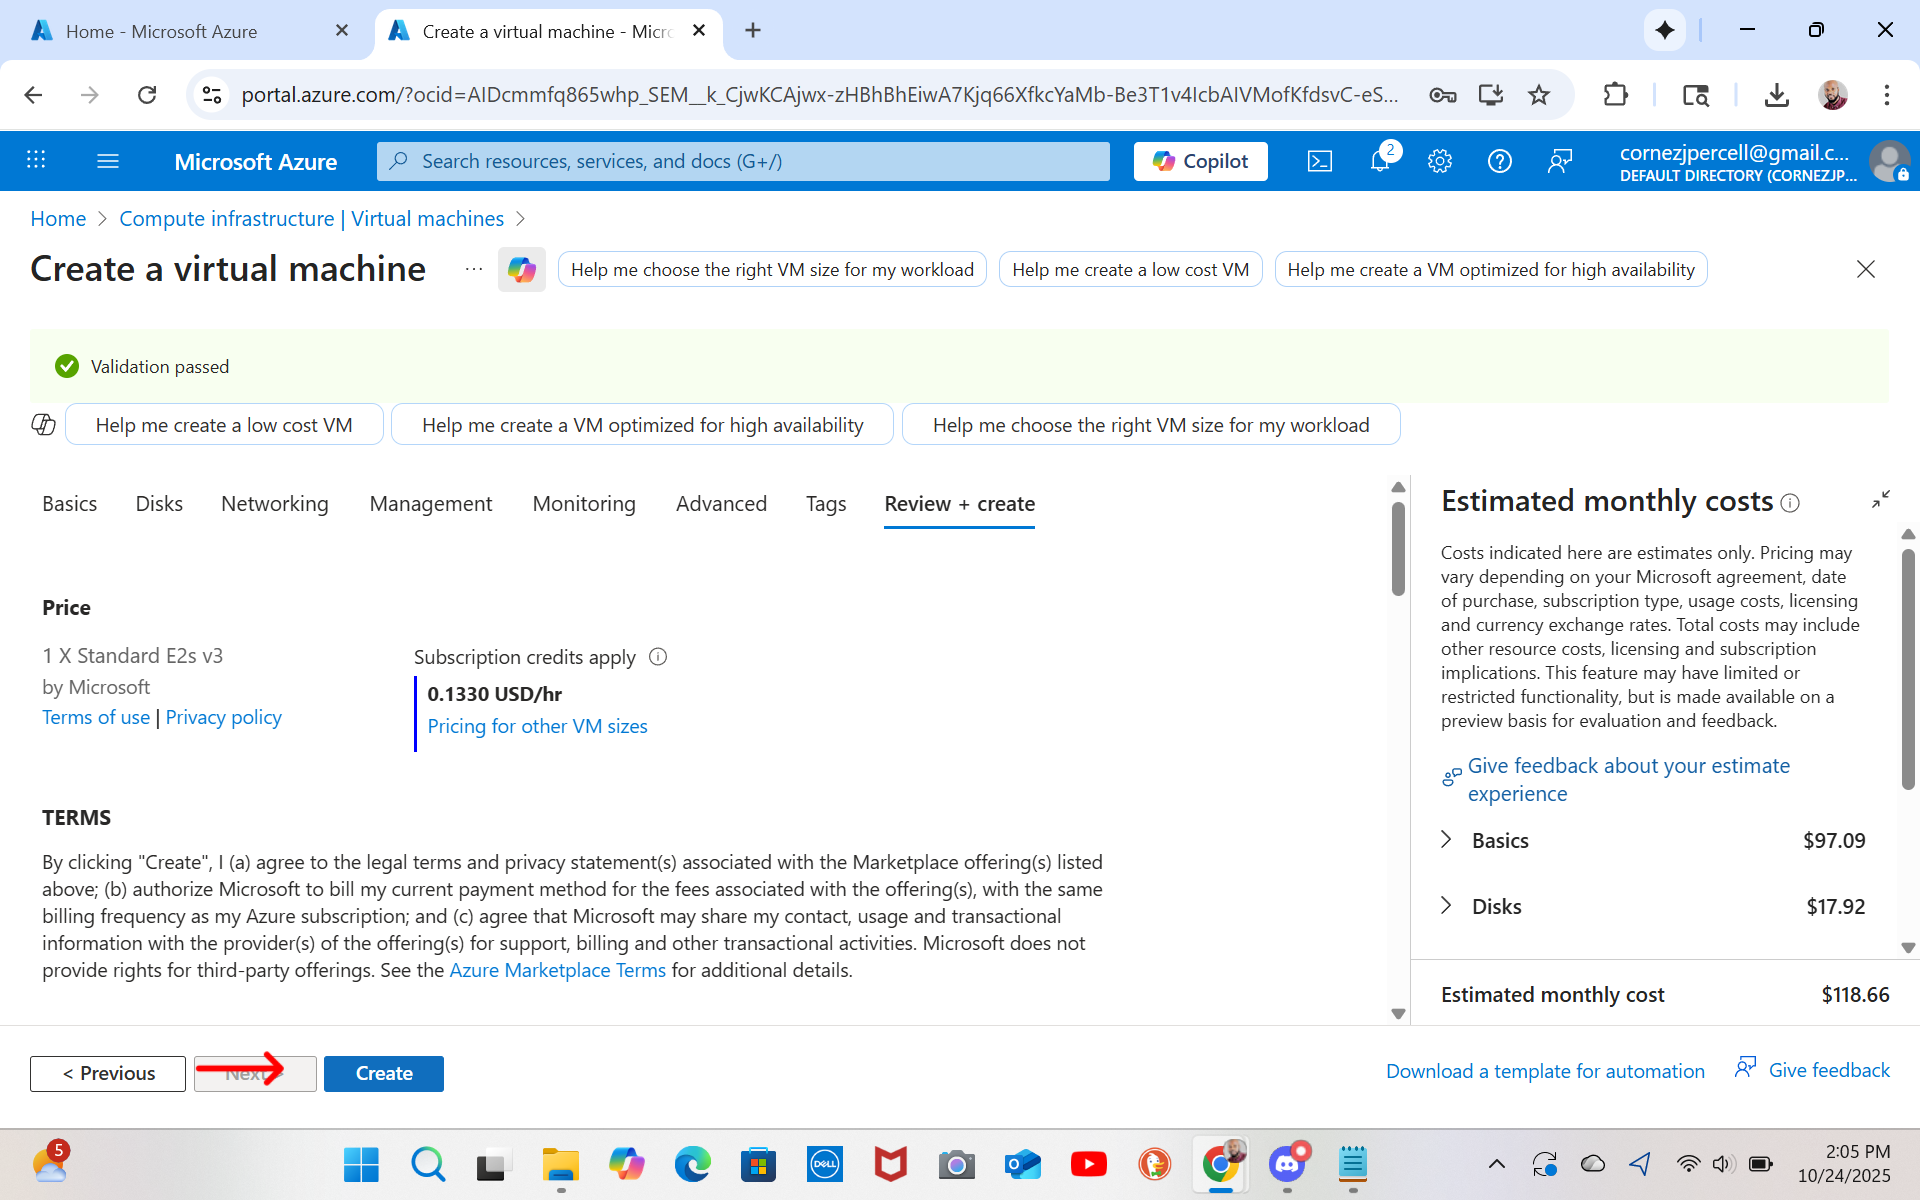 Home - Microsoft Azure
Create a virtual machine - Micro
portal.azure.com/?ocid=AIDcmmfq865whp_SEM__k_CjwKCAjwx-zHBhBhEiwA7Kjq66XfkcYaMb-Be3T1v4IcbAIVMofKfdsvC-eS...
Microsoft Azure
Search resources, services, and docs (G+/)
Copilot
2
cornezjpercell@gmail.c...
DEFAULT DIRECTORY (CORNEZJP...
Home > Compute infrastructure | Virtual machines >
Create a virtual machine
...
Help me choose the right VM size for my workload
Help me create a low cost VM
Help me create a VM optimized for high availability
Validation passed
Help me create a low cost VM
Help me create a VM optimized for high availability
Help me choose the right VM size for my workload
Basics
Disks
Networking
Management
Monitoring
Advanced
Tags
Review + create
Price
1 X Standard E2s v3
by Microsoft
Terms of use | Privacy policy
Subscription credits apply
0.1330 USD/hr
Pricing for other VM sizes
TERMS
By clicking "Create", I (a) agree to the legal terms and privacy statement(s) associated with the Marketplace offering(s) listed
above; (b) authorize Microsoft to bill my current payment method for the fees associated with the offering(s), with the same
billing frequency as my Azure subscription; and (c) agree that Microsoft may share my contact, usage and transactional
information with the provider(s) of the offering(s) for support, billing and other transactional activities. Microsoft does not
provide rights for third-party offerings. See the Azure Marketplace Terms for additional details.
Estimated monthly costs
Costs indicated here are estimates only. Pricing may
vary depending on your Microsoft agreement, date
of purchase, subscription type, usage costs, licensing
and currency exchange rates. Total costs may include
other resource costs, licensing and subscription
implications. This feature may have limited or
restricted functionality, but is made available on a
preview basis for evaluation and feedback.
Give feedback about your estimate
experience
Basics $97.09
Disks $17.92
Estimated monthly cost $118.66
< Previous
Next >
Create
Download a template for automation
Give feedback
5
DELL
2:05 PM
10/24/2025